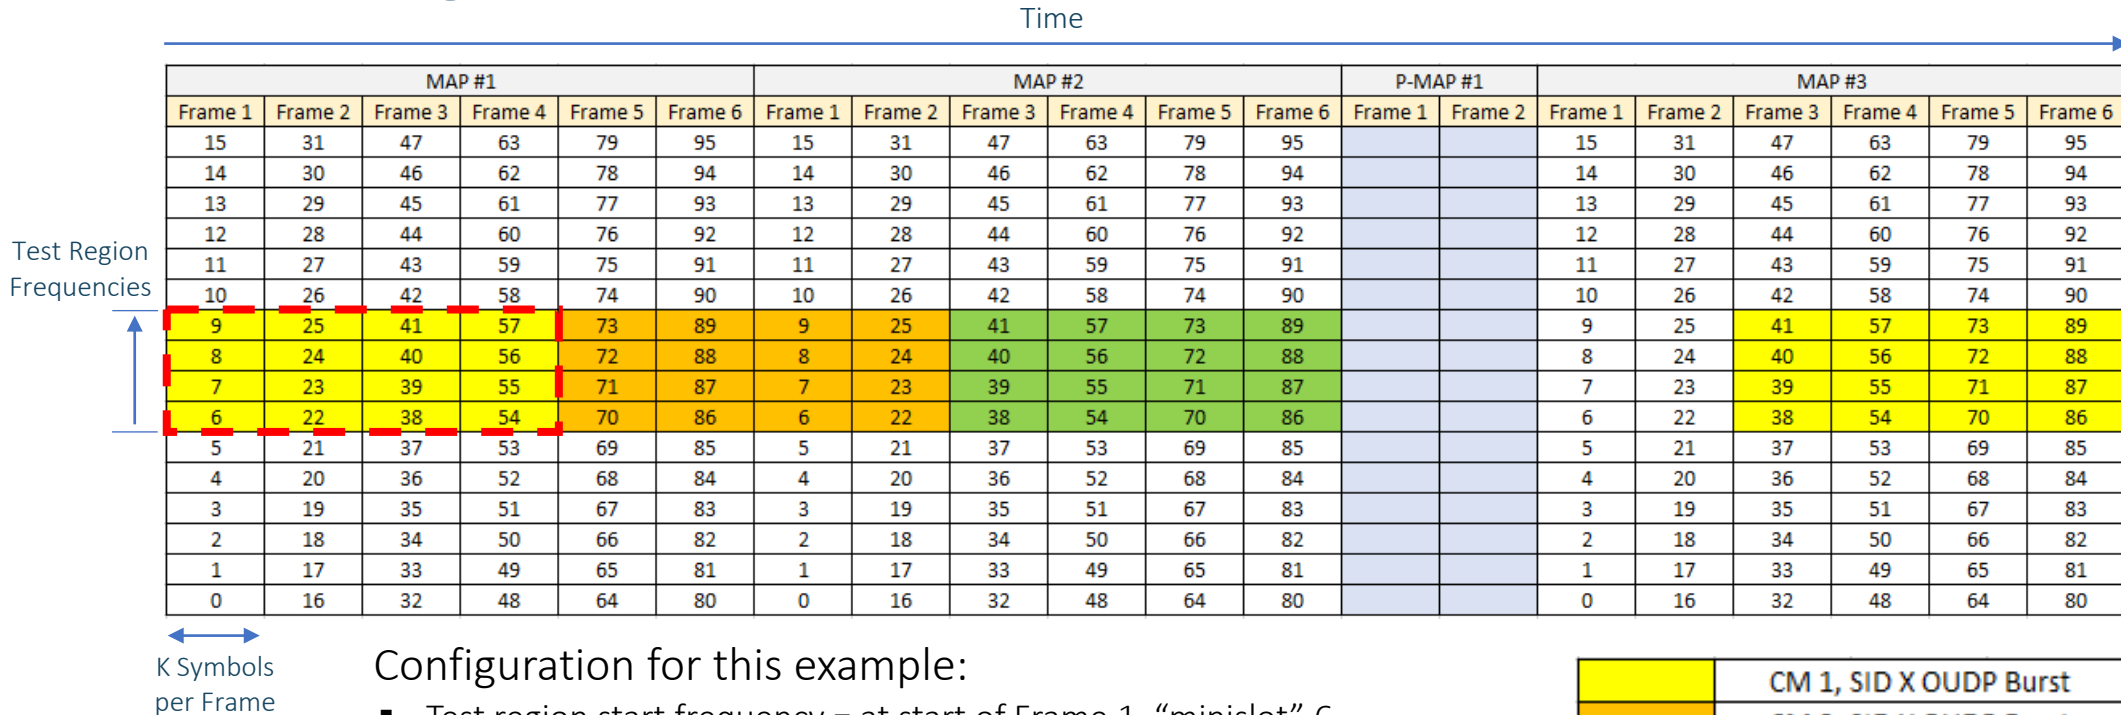 Time
MAP #1 MAP #2 P-MAP #1 MAP #3
Frame 1 Frame 2 Frame 3 Frame 4 Frame 5 Frame 6 Frame 1 Frame 2 Frame 3 Frame 4 Frame 5 Frame 6 Frame 1 Frame 2 Frame 1 Frame 2 Frame 3 Frame 4 Frame 5 Frame 6
15 31 47 63 79 95 15 31 47 63 79 95 15 31 47 63 79 95
14 30 46 62 78 94 14 30 46 62 78 94 14 30 46 62 78 94
13 29 45 61 77 93 13 29 45 61 77 93 13 29 45 61 77 93
12 28 44 60 76 92 12 28 44 60 76 92 12 28 44 60 76 92
11 27 43 59 75 91 11 27 43 59 75 91 11 27 43 59 75 91
10 26 42 58 74 90 10 26 42 58 74 90 10 26 42 58 74 90
9 25 41 57 73 89 9 25 41 57 73 89 9 25 41 57 73 89
8 24 40 56 72 88 8 24 40 56 72 88 8 24 40 56 72 88
7 23 39 55 71 87 7 23 39 55 71 87 7 23 39 55 71 87
6 22 38 54 70 86 6 22 38 54 70 86 6 22 38 54 70 86
5 21 37 53 69 85 5 21 37 53 69 85 5 21 37 53 69 85
4 20 36 52 68 84 4 20 36 52 68 84 4 20 36 52 68 84
3 19 35 51 67 83 3 19 35 51 67 83 3 19 35 51 67 83
2 18 34 50 66 82 2 18 34 50 66 82 2 18 34 50 66 82
1 17 33 49 65 81 1 17 33 49 65 81 1 17 33 49 65 81
0 16 32 48 64 80 0 16 32 48 64 80 0 16 32 48 64 80
Test Region
Frequencies
K Symbols
per Frame
Configuration for this example:
Test region start frequency = at start of Frame 1, "minislot"
CM 1, SID X OUDP Burst